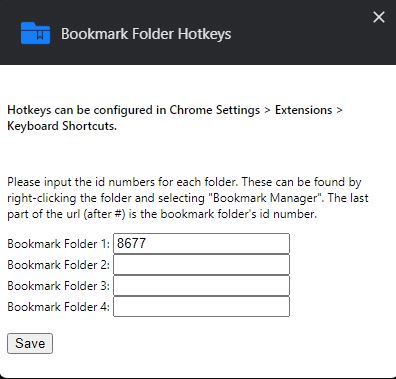 Bookmark Folder Hotkeys
Hotkeys can be configured in Chrome Settings > Extensions >
Keyboard Shortcuts.
Please input the id numbers for each folder. These can be found by
right-clicking the folder and selecting "Bookmark Manager". The last
part of the url (after #) is the bookmark folder's id number.
Bookmark Folder 1: 8677
Bookmark Folder 2:
Bookmark Folder 3:
Bookmark Folder 4:
Save